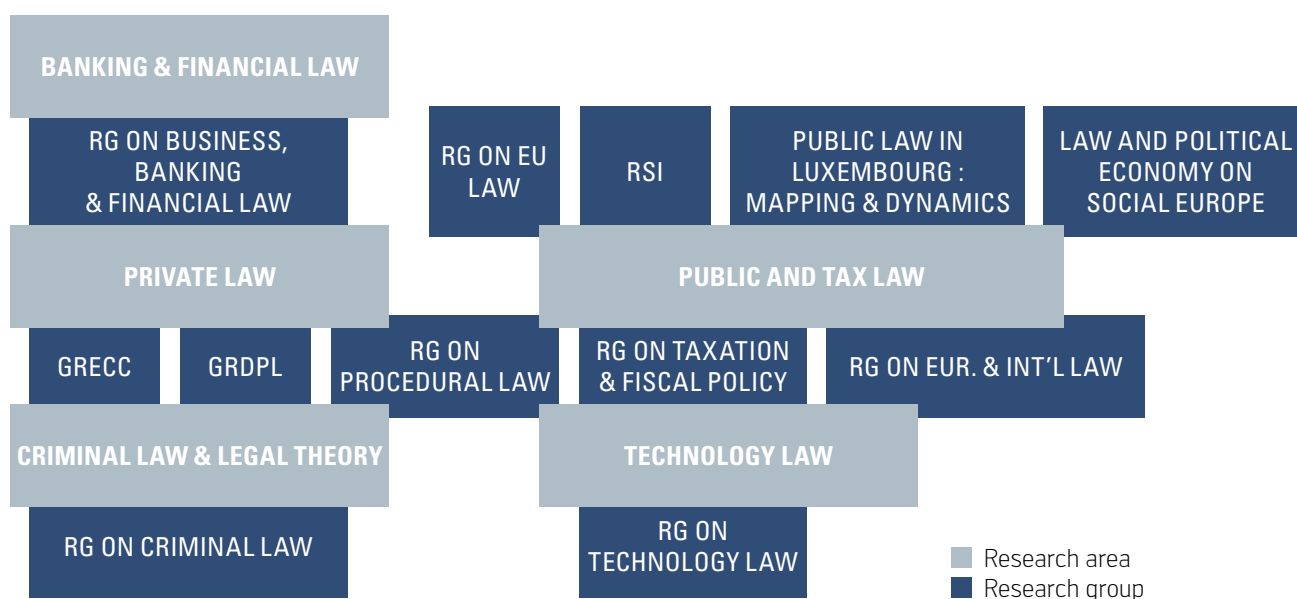 BANKING & FINANCIAL LAW
RG ON BUSINESS,
BANKING
& FINANCIAL LAW
RG ON EU
LAW
RSI
PUBLIC LAW IN
LUXEMBOURG :
MAPPING & DYNAMICS
LAW AND POLITICAL
ECONOMY ON
SOCIAL EUROPE
PRIVATE LAW
PUBLIC AND TAX LAW
GRECC
GRDPL
RG ON
PROCEDURAL LAW
RG ON TAXATION
& FISCAL POLICY
RG ON EUR. & INT'L LAW
CRIMINAL LAW & LEGAL THEORY
TECHNOLOGY LAW
RG ON CRIMINAL LAW
RG ON
TECHNOLOGY LAW
Research area
Research group